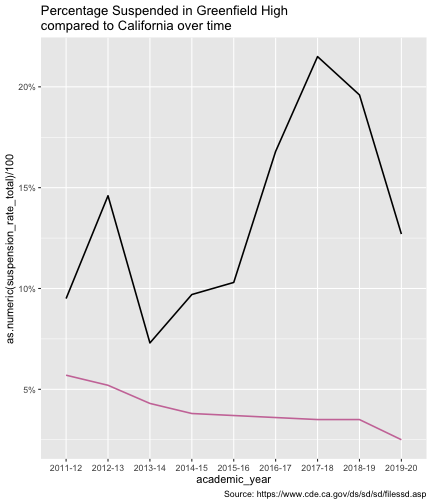 Percentage Suspended in Greenfield High
compared to California over time
as.numeric(suspension_rate_total)/100
20%
15%
10%
5%
2011-12 2012-13 2013-14 2014-15 2015-16 2016-17 2017-18 2018-19 2019-20
academic_year
Source: https://www.cde.ca.gov/ds/sd/sd/filessd.asp